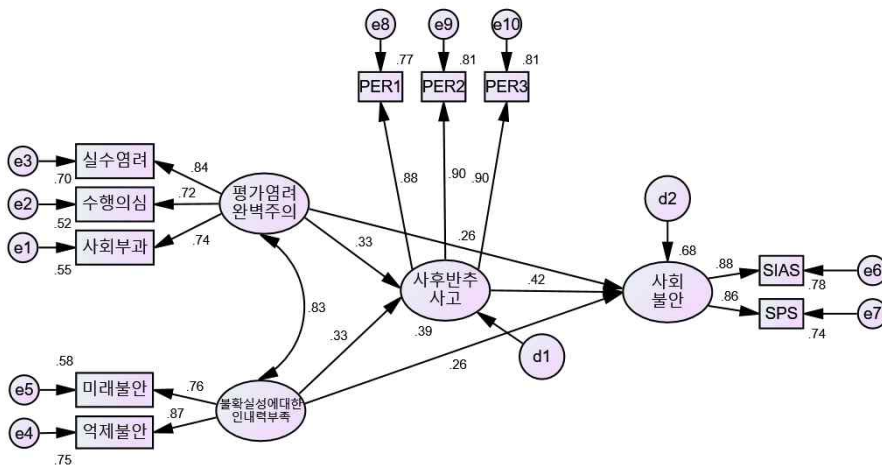 e8
e9
e10
.77
.81
.81
PER1
PER2
PER3
e3
실수염려
.84
.70
e2
수행의심
.72
평가염려
완벽주의
.88
.90
.90
d2
.52
e1
사회부과
.74
.26
.55
.33
.68
사후반추
사고
.42
사회
불안
.88
SIAS
e6
.78
.86
SPS
e7
.74
.83
.33
.39
.26
d1
.58
e5
미래불안
.76
불확실성에대한
인내력부족
e4
억제불안
.87
.75